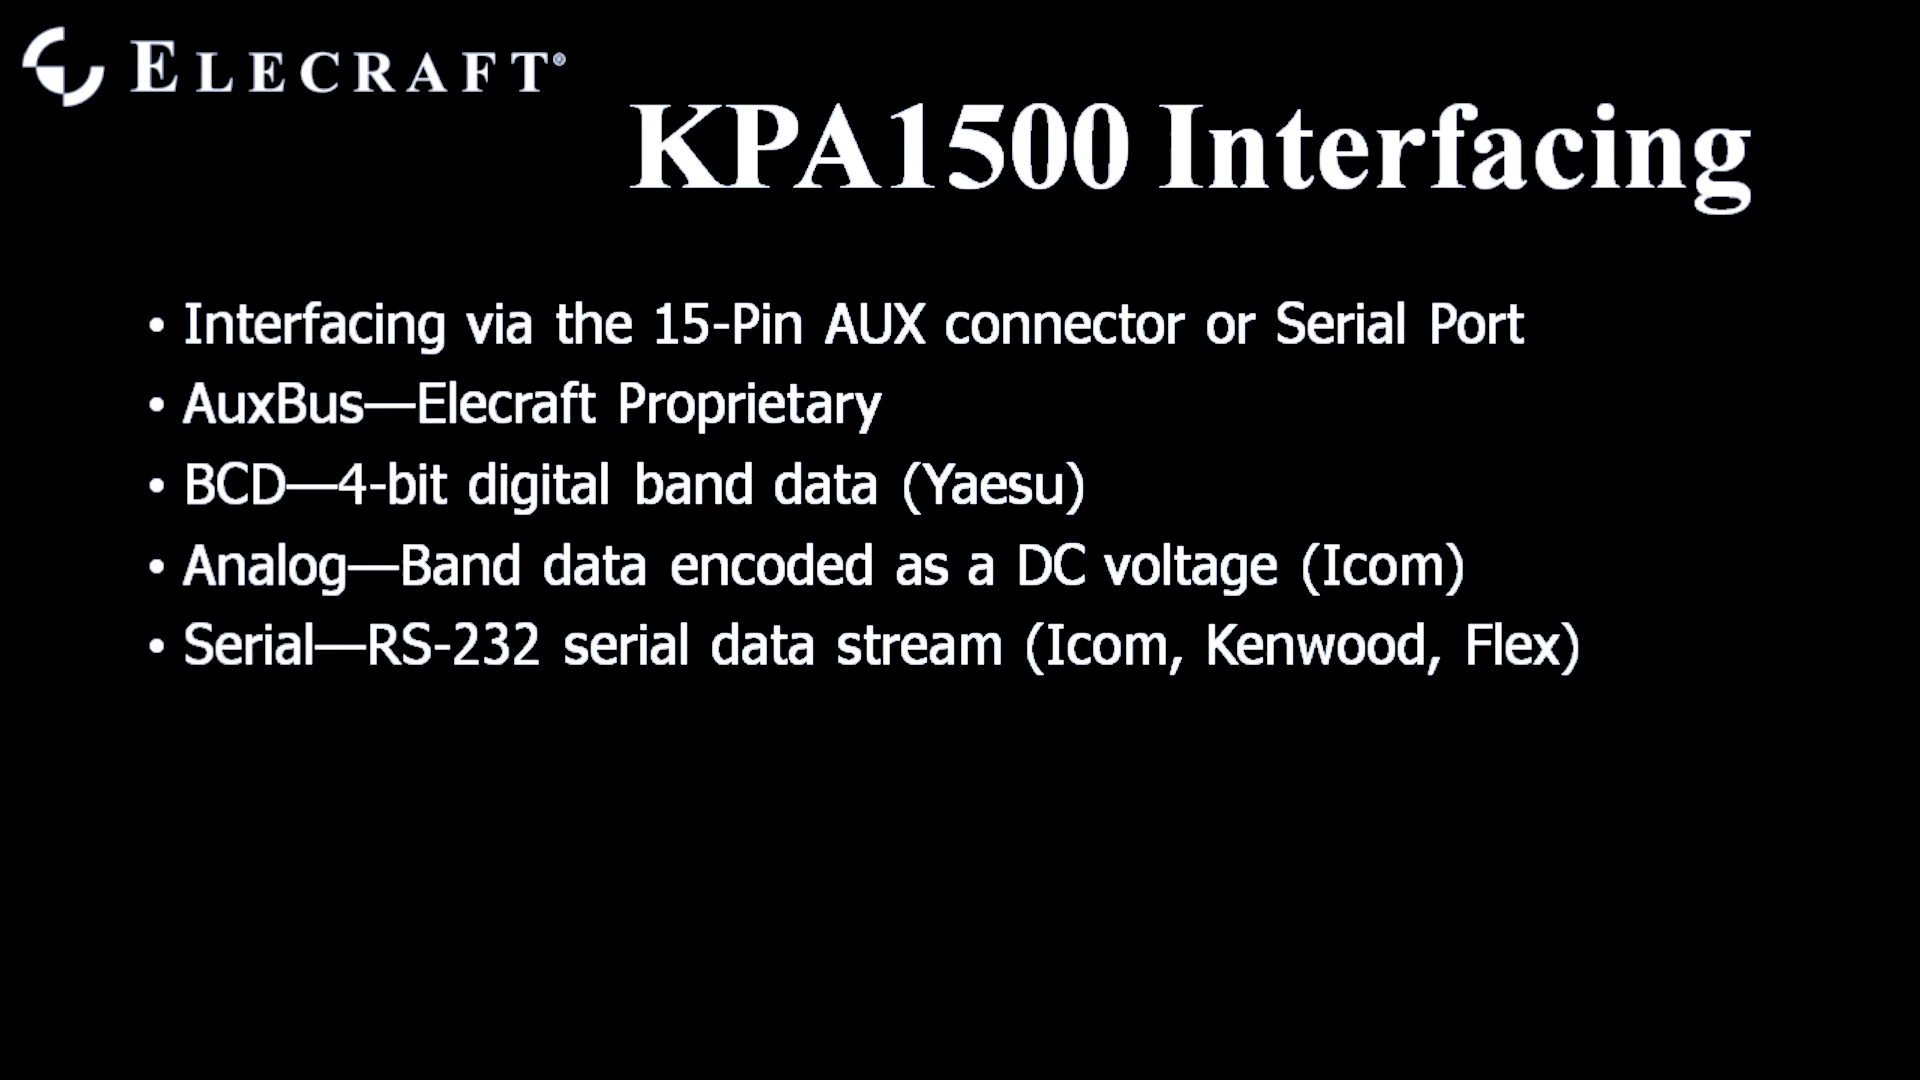 ELECRAFT®
KPA1500 Interfacing
• Interfacing via the 15-Pin AUX connector or Serial Port
• AuxBus—Elecraft Proprietary
• BCD—4-bit digital band data (Yaesu)
• Analog—Band data encoded as a DC voltage (Icom)
• Serial—RS-232 serial data stream (Icom, Kenwood, Flex)